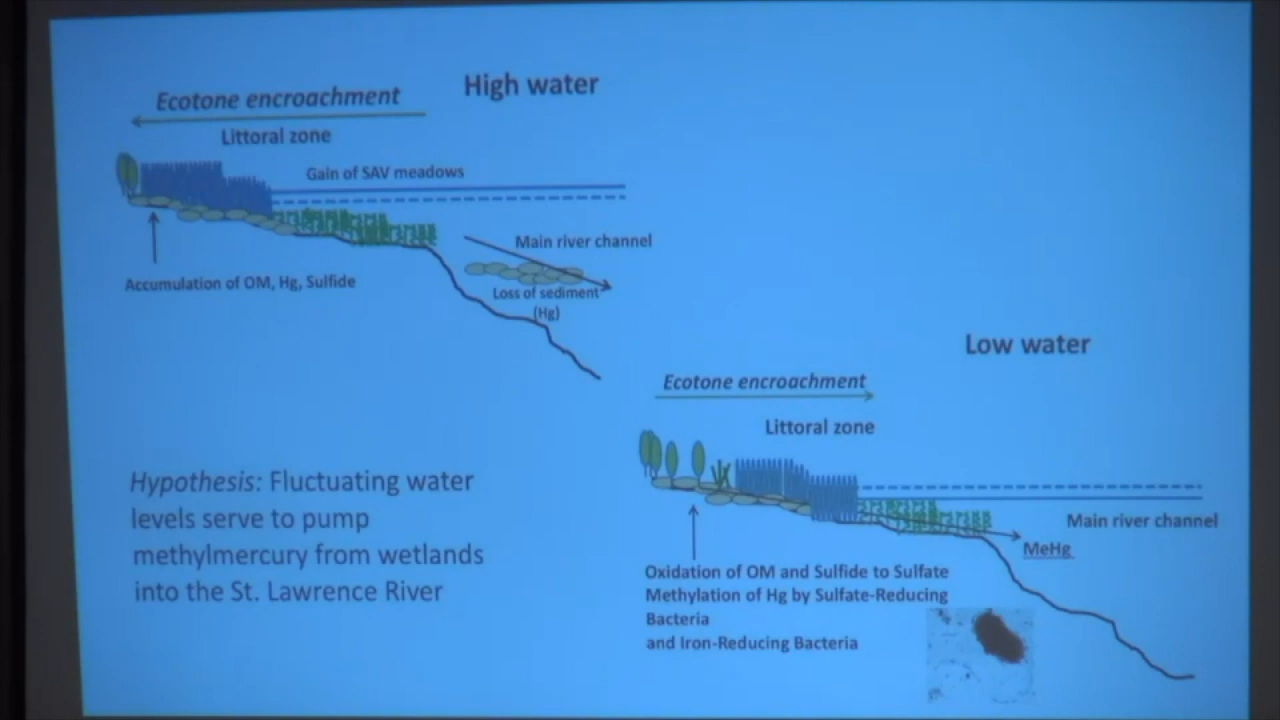 High water
Ecotone encroachment
Littoral zone
Gain of SAV meadows
Main river channel
Accumulation of OM, Hg, Sulfide
Loss of sediment
(Hg)
Low water
Ecotone encroachment
Littoral zone
Hypothesis: Fluctuating water
levels serve to pump
methylmercury from wetlands
into the St. Lawrence River
Main river channel
MeHg
Oxidation of OM and Sulfide to Sulfate
Methylation of Hg by Sulfate-Reducing
Bacteria
and Iron-Reducing Bacteria